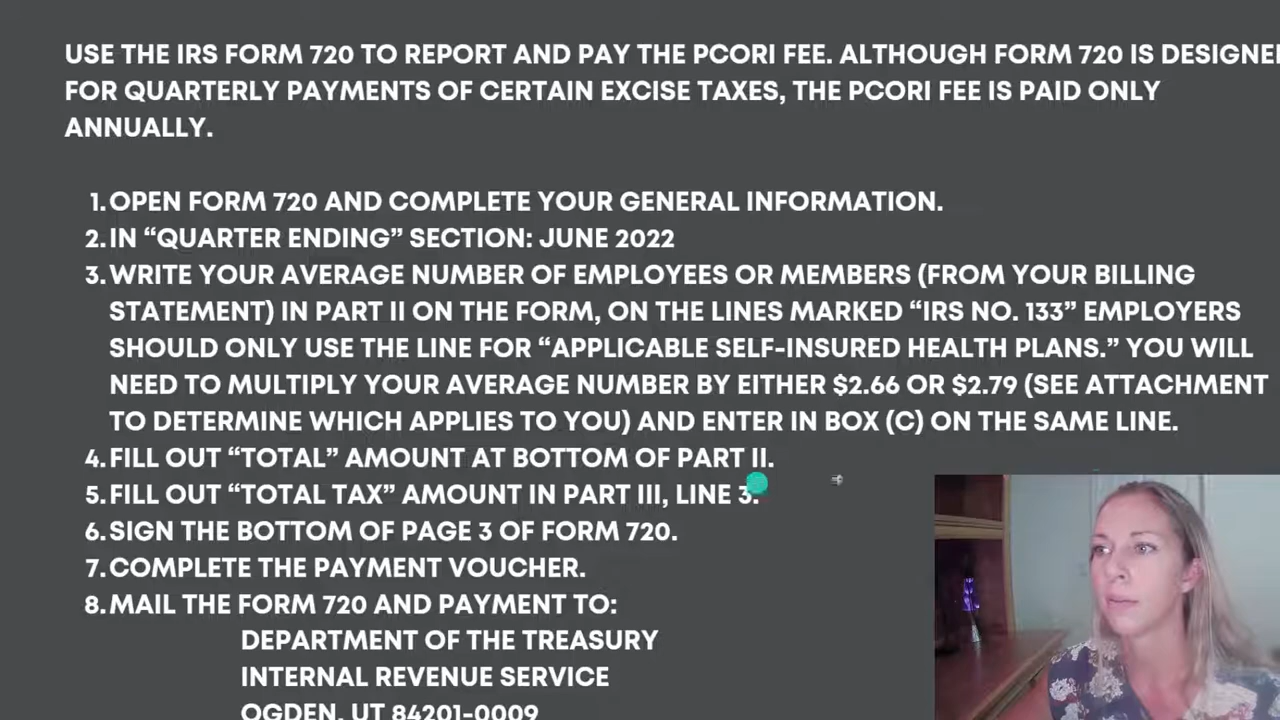 USE THE IRS FORM 720 TO REPORT AND PAY THE PCORI FEE. ALTHOUGH FORM 720 IS DESIGNE
FOR QUARTERLY PAYMENTS OF CERTAIN EXCISE TAXES, THE PCORI FEE IS PAID ONLY
ANNUALLY.
1. OPEN FORM 720 AND COMPLETE YOUR GENERAL INFORMATION.
2. IN “QUARTER ENDING” SECTION: JUNE 2022
3. WRITE YOUR AVERAGE NUMBER OF EMPLOYEES OR MEMBERS (FROM YOUR BILLING
STATEMENT) IN PART II ON THE FORM, ON THE LINES MARKED “IRS NO. 133” EMPLOYERS
SHOULD ONLY USE THE LINE FOR “APPLICABLE SELF-INSURED HEALTH PLANS.” YOU WILL
NEED TO MULTIPLY YOUR AVERAGE NUMBER BY EITHER $2.66 OR $2.79 (SEE ATTACHMENT
TO DETERMINE WHICH APPLIES TO YOU) AND ENTER IN BOX (C) ON THE SAME LINE.
4. FILL OUT “TOTAL” AMOUNT AT BOTTOM OF PART II.
5. FILL OUT “TOTAL TAX” AMOUNT IN PART III, LINE 3.
6. SIGN THE BOTTOM OF PAGE 3 OF FORM 720.
7. COMPLETE THE PAYMENT VOUCHER.
8. MAIL THE FORM 720 AND PAYMENT TO:
DEPARTMENT OF THE TREASURY
INTERNAL REVENUE SERVICE
OGDEN, UT 84201-0009